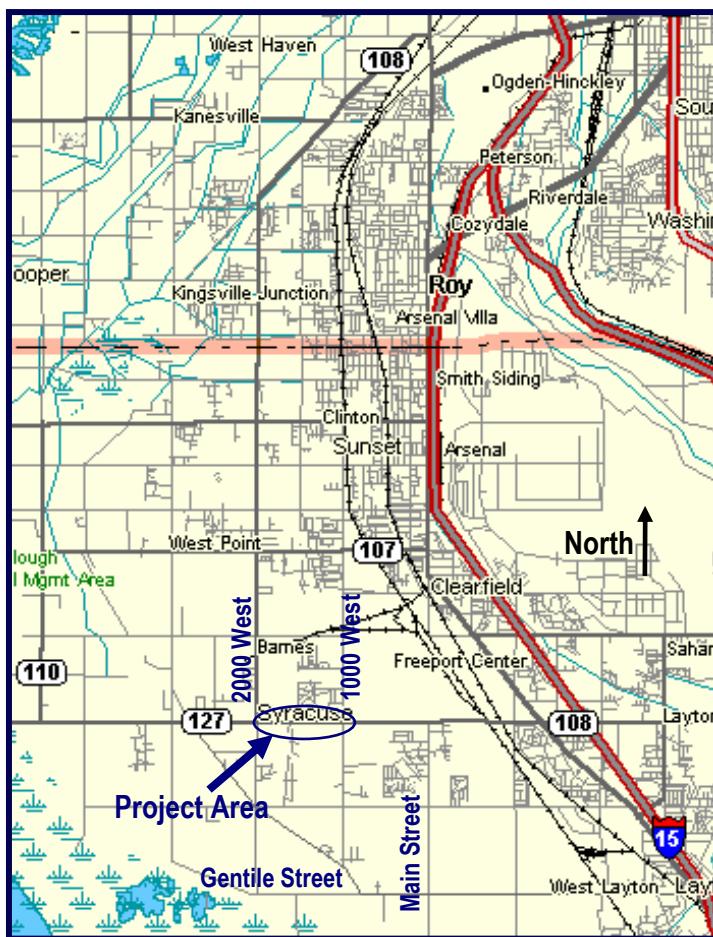 West Haven
108
Ogden-Hinckley
Kanesville
Sou
Peterson
Riverdale
Cozydale
Washi
ooper
Kingsville Junction
Roy
Arsenal Villa
Smith Siding
Clinton
Sunset
Arsenal
West Point
107
North
lough
l Mgmt Area
Clearfield
2000 West
1000 West
Barnes
Freeport Center
Sahar
110
127
Syracuse
108
Layto
Project Area
Main Street
15
Gentile Street
West Layton
Layt